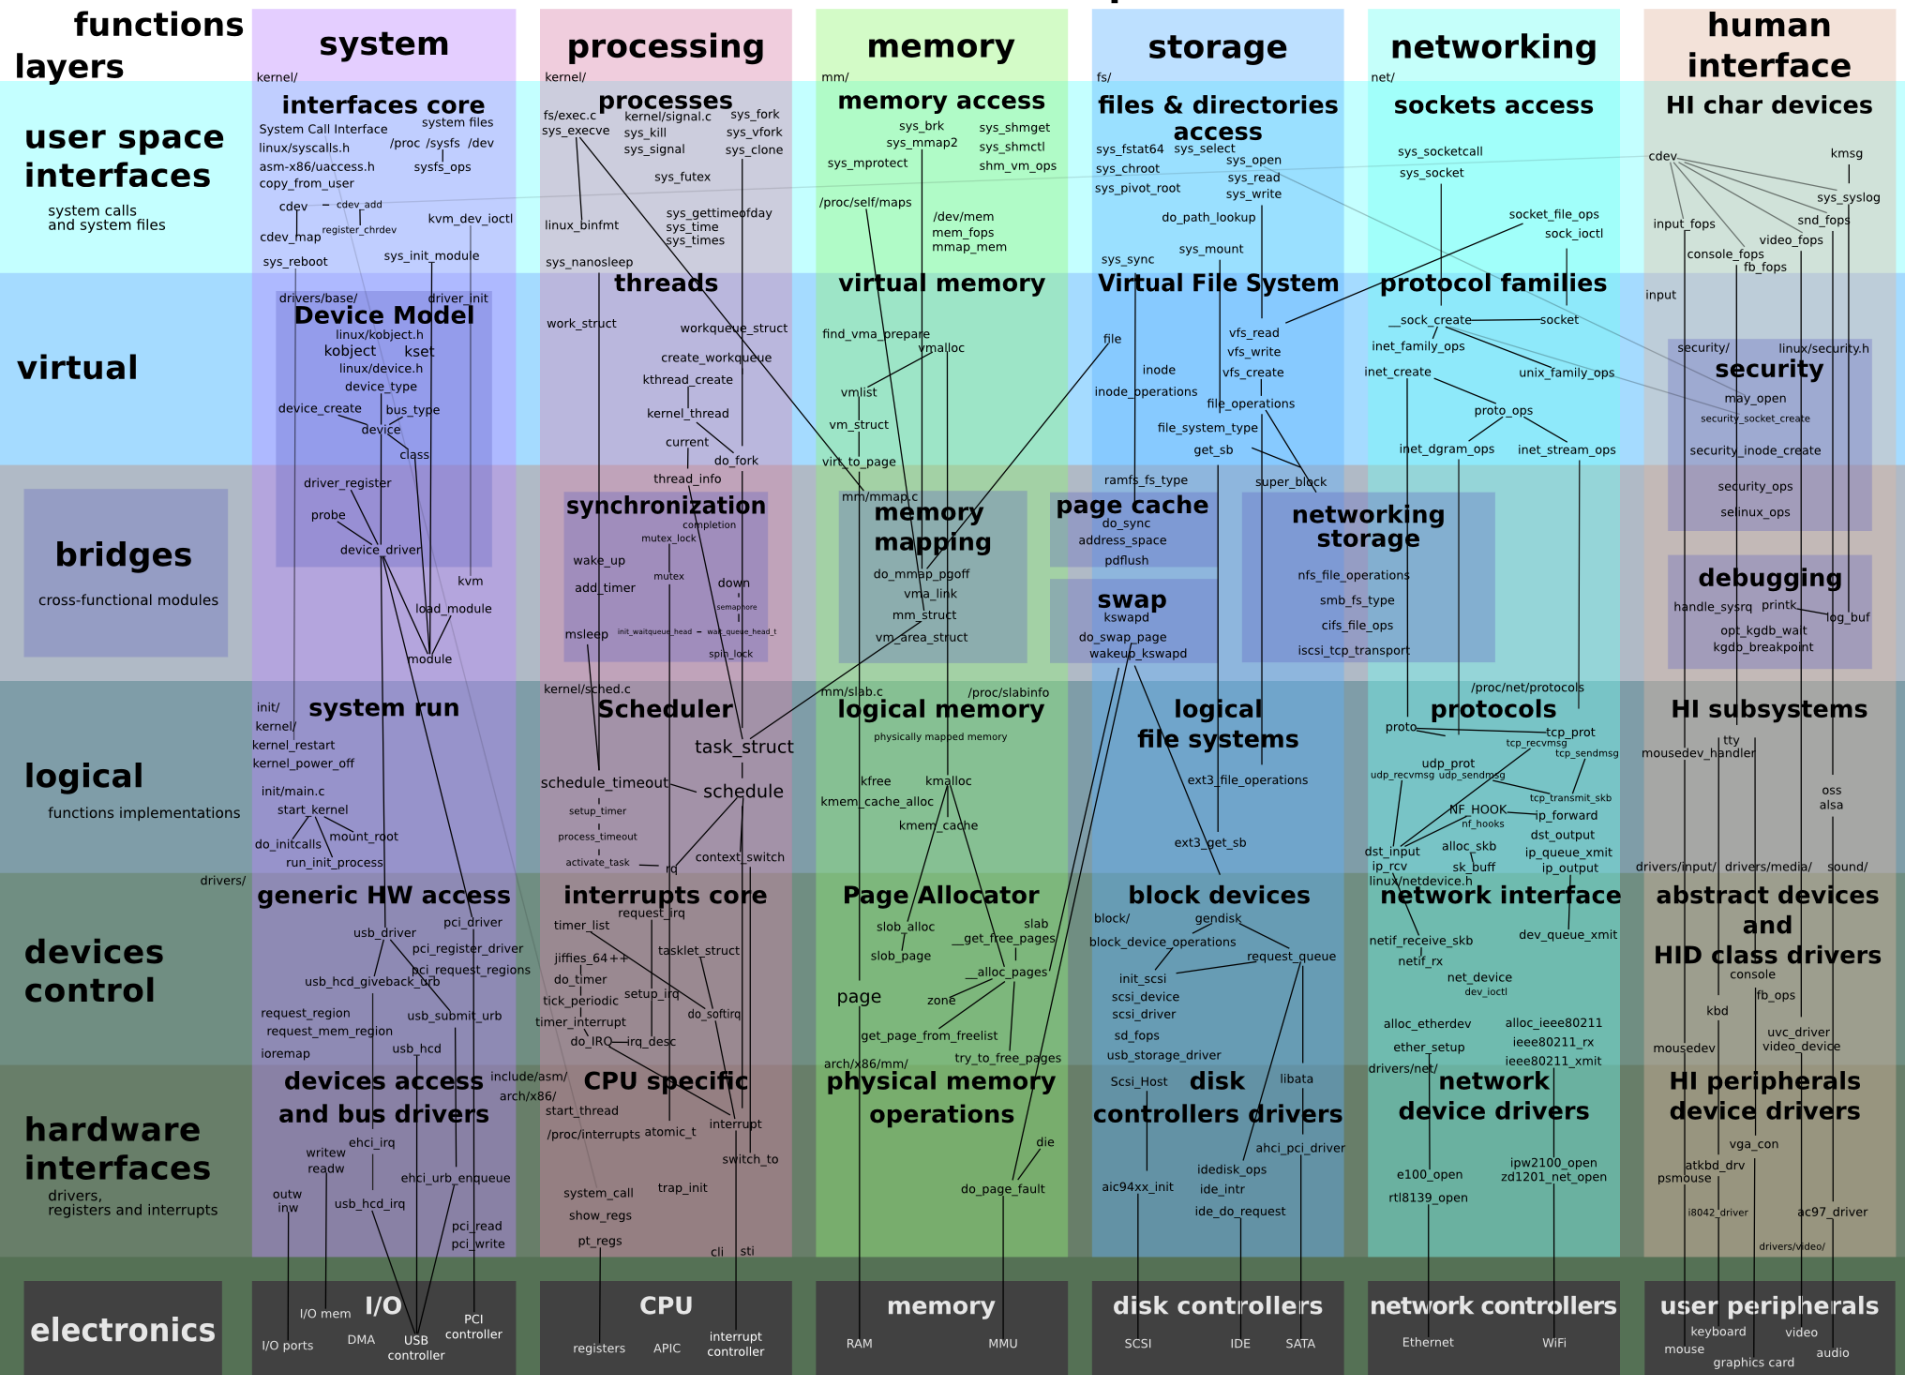 functions
layers
system
kernel/
processing
kernel/
memory
mm/
storage
fs/
networking
net/
human
interface
user space
interfaces
system calls
and system files
interfaces core
System Call Interface
system files
linux/syscalls.h
/proc /sysfs /dev
asm-x86/uaccess.h
sysfs_ops
copy_from_user
cdev
cdev_add
kvm_dev_ioctl
register_chrdev
cdev_map
sys_reboot
sys_init_module
processes
fs/exec.c
kernel/signal.c
sys_fork
sys_execve
sys_kill
sys_vfork
sys_signal
sys_clone
sys_futex
sys_gettimeofday
sys_time
sys_times
linux_binfmt
sys_nanosleep
memory access
sys_brk
sys_shmget
sys_mmap2
sys_shmctl
sys_mprotect
shm_vm_ops
/proc/self/maps
/dev/mem
mem_fops
mmap_mem
files & directories
access
sys_fstat64
sys_select
sys_open
sys_chroot
sys_read
sys_pivot_root
sys_write
do_path_lookup
sys_mount
sys_sync
sockets access
sys_socketcall
sys_socket
socket_file_ops
sock_ioctl
HI char devices
cdev
kmsg
sys_syslog
input_fops
snd_fops
video_fops
console_fops
fb_fops
virtual
drivers/base/
driver_init
Device Model
linux/kobject.h
kobject
kset
linux/device.h
device_type
device_create
bus_type
device
class
threads
work_struct
workqueue_struct
create_workqueue
kthread_create
kernel_thread
current
do_fork
thread_info
virtual memory
find_vma_prepare
vmalloc
vmlist
vm_struct
virt_to_page
Virtual File System
file
vfs_read
vfs_write
inode
vfs_create
inode_operations
file_operations
file_system_type
get_sb
ramfs_fs_type
super_block
protocol families
__sock_create
socket
inet_family_ops
inet_create
unix_family_ops
proto_ops
inet_dgram_ops
inet_stream_ops
input
security/
linux/security.h
security
may_open
security_socket_create
security_inode_create
security_ops
selinux_ops
bridges
cross-functional modules
driver_register
probe
device_driver
kvm
load_module
module
synchronization
completion
mutex_lock
wake_up
mutex
add_timer
down
semaphore
msleep
init_waitqueue_head
wait_queue_head_t
spin_lock
mm/mmap.c
memory
mapping
do_mmap_pgoff
vma_link
mm_struct
vm_area_struct
page cache
do_sync
address_space
pdflush
swap
kswapd
do_swap_page
wakeup_kswapd
networking
storage
nfs_file_operations
smb_fs_type
cifs_file_ops
iscsi_tcp_transport
debugging
handle_sysrq
printk
log_buf
opt_kgdb_wait
kgdb_breakpoint
logical
functions implementations
init/
system run
kernel/
kernel_restart
kernel_power_off
init/main.c
start_kernel
do_initcalls
mount_root
run_init_process
kernel/sched.c
Scheduler
task_struct
schedule_timeout
schedule
setup_timer
process_timeout
activate_task
context_switch
rq
mm/slab.c
/proc/slabinfo
logical memory
physically mapped memory
kfree
kmalloc
kmem_cache_alloc
kmem_cache
logical
file systems
ext3_file_operations
ext3_get_sb
/proc/net/protocols
protocols
proto
tcp_prot
tcp_recvmsg
tcp_sendmsg
udp_prot
udp_recvmsg
udp_sendmsg
tcp_transmit_skb
NF_HOOK
ip_forward
nf_hooks
dst_output
dst_input
alloc_skb
ip_queue_xmit
ip_rcv
sk_buff
ip_output
HI subsystems
tty
mousedev_handler
oss
alsa
drivers/input/
drivers/media/
sound/
drivers/
devices
control
generic HW access
usb_driver
pci_driver
pci_register_driver
pci_request_regions
usb_hcd_giveback_urb
request_region
usb_submit_urb
request_mem_region
ioremap
usb_hcd
interrupts core
timer_list
request_irq
jiffies_64++
tasklet_struct
do_timer
setup_irq
tick_periodic
timer_interrupt
do_softirq
do_IRQ
irq_desc
Page Allocator
slob_alloc
slab
__get_free_pages
slob_page
__alloc_pages
page
zone
get_page_from_freelist
try_to_free_pages
arch/x86/mm/
block devices
block/
gendisk
block_device_operations
request_queue
init_scsi
scsi_device
scsi_driver
sd_fops
usb_storage_driver
linux/netdevice.h
network interface
netif_receive_skb
dev_queue_xmit
netif_rx
net_device
dev_ioctl
alloc_etherdev
alloc_ieee80211
ether_setup
ieee80211_rx
ieee80211_xmit
drivers/net/
abstract devices
and
HID class drivers
console
fb_ops
kbd
uvc_driver
mousedev
video_device
hardware
interfaces
drivers,
registers and interrupts
devices access
and bus drivers
ehci_irq
writew
readw
ehci_urb_enqueue
outw
inw
usb_hcd_irq
pci_read
pci_write
include/asm/
arch/x86/
CPU specific
start_thread
/proc/interrupts
atomic_t
interrupt
switch_to
system_call
trap_init
show_regs
pt_regs
cli
sti
physical memory
operations
die
do_page_fault
Scsi_Host
disk
libata
controllers drivers
ahci_pci_driver
idedisk_ops
aic94xx_init
ide_intr
ide_do_request
network
device drivers
e100_open
ipw2100_open
zd1201_net_open
rtl8139_open
HI peripherals
device drivers
vga_con
atkbd_drv
psmouse
i8042_driver
ac97_driver
drivers/video/
electronics
I/O
I/O mem
PCI
controller
I/O ports
DMA
USB
controller
CPU
registers
APIC
interrupt
controller
memory
RAM
MMU
disk controllers
SCSI
IDE
SATA
network controllers
Ethernet
WiFi
user peripherals
keyboard
video
mouse
audio
graphics card